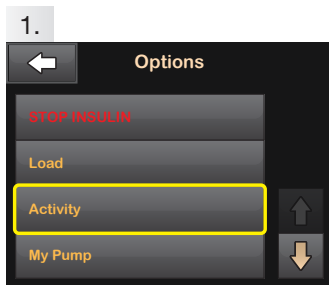 1.
Options
STOP INSULIN
Load
Activity
My Pump